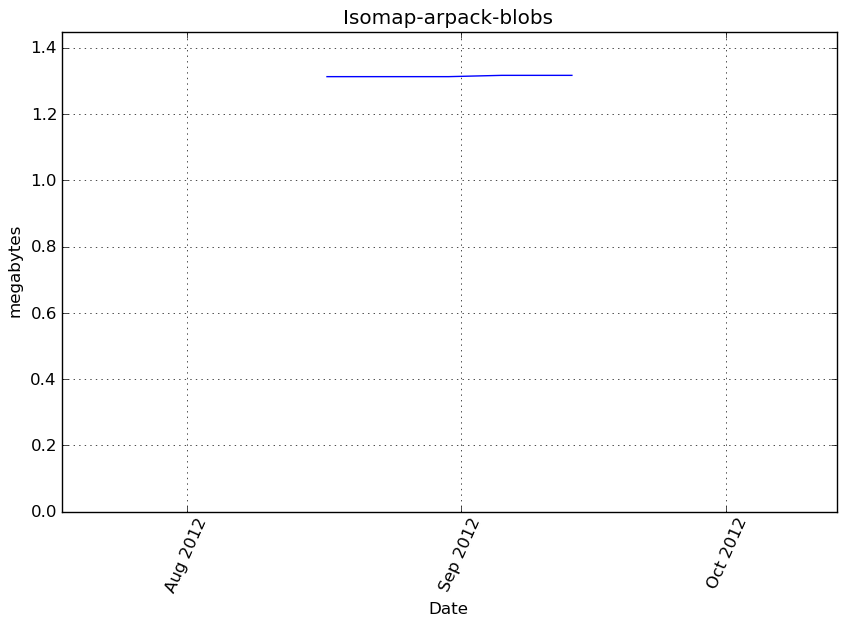 Isomap-arpack-blobs
1.4
1.2
1.0
0.8
0.6
0.4
0.2
0.0
megabytes
Aug 2012
Sep 2012
Oct 2012
Date